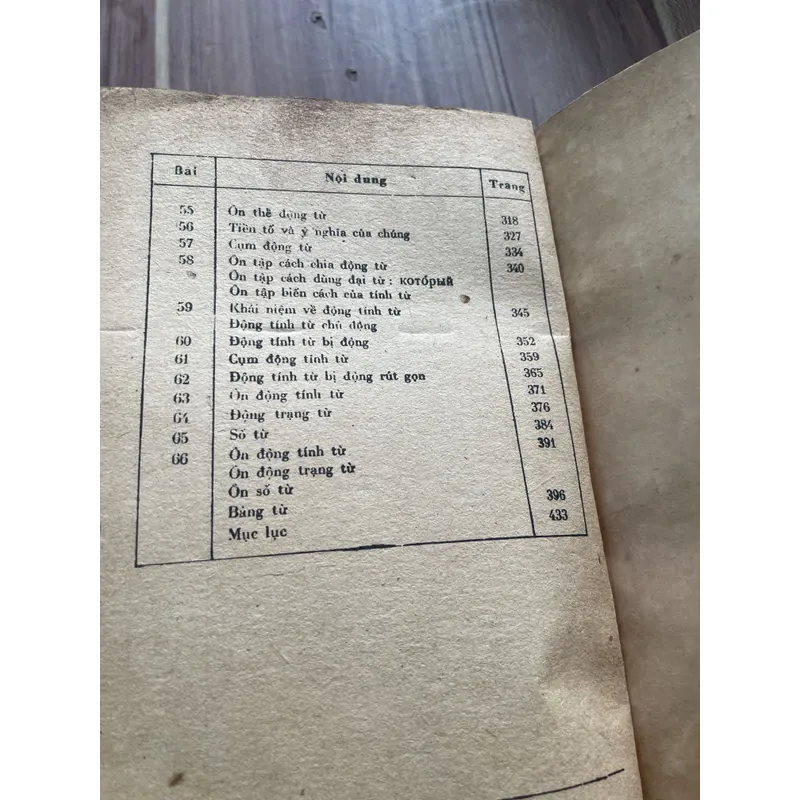 Bài Nội dung Trang
55 Ôn thể động từ 318
56 Tiền tố và ý nghĩa của chúng 327
57 Cụm động từ 334
58 Ôn tập cách chia động từ 340
Ôn tập cách dùng đại từ : кото́рый
Ôn tập biến cách của tính từ
59 Khái niệm về động tính từ 345
Động tính từ chủ động
60 Động tính từ bị động 352
61 Cụm động tính từ 359
62 Động tính từ bị động rút gọn 365
63 Ôn động tính từ 371
64 Động trạng từ 376
65 Số từ 384
66 Ôn động tính từ 391
Ôn động trạng từ
Ôn số từ
Bảng từ 396
Mục lục 433